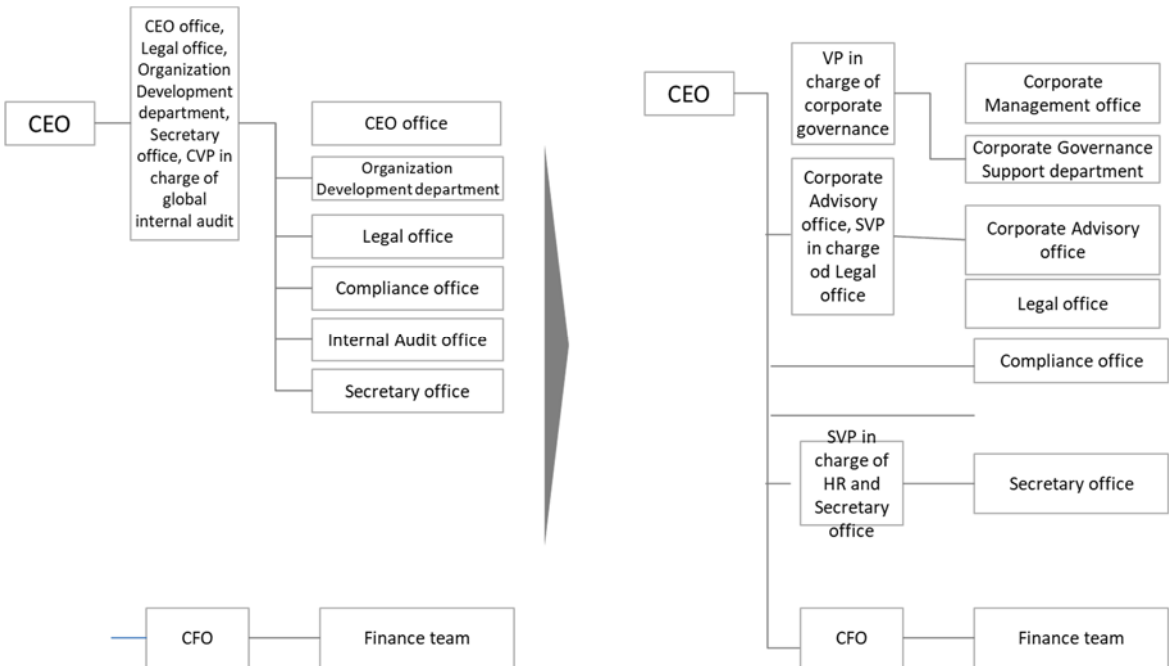 CEO
CEO office,
Legal office,
Organization
Development
department,
Secretary
office, CVP in
charge of
global
internal audit
CEO office
Organization
Development department
Legal office
Compliance office
Internal Audit office
Secretary office
CFO
Finance team
CEO
VP in
charge of
corporate
governance
Corporate
Management office
Corporate Governance
Support department
Corporate
Advisory
office, SVP
in charge
od Legal
office
Corporate Advisory
office
Legal office
Compliance office
SVP in
charge of
HR and
Secretary
office
Secretary office
CFO
Finance team